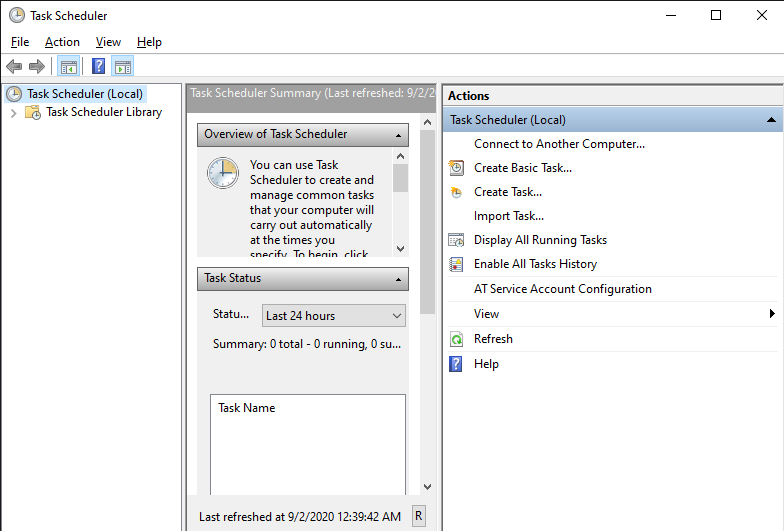 Task Scheduler
File Action View Help
Task Scheduler (Local)
Task Scheduler Library
Task Scheduler Summary (Last refreshed: 9/2/2
Overview of Task Scheduler
You can use Task
Scheduler to create and
manage common tasks
that your computer will
carry out automatically
at the times you
specify. To begin, click
Task Status
Statu...
Last 24 hours
Summary: 0 total - 0 running, 0 su...
Task Name
Last refreshed at 9/2/2020 12:39:42 AM
R
Actions
Task Scheduler (Local)
Connect to Another Computer...
Create Basic Task...
Create Task...
Import Task...
Display All Running Tasks
Enable All Tasks History
AT Service Account Configuration
View
Refresh
Help